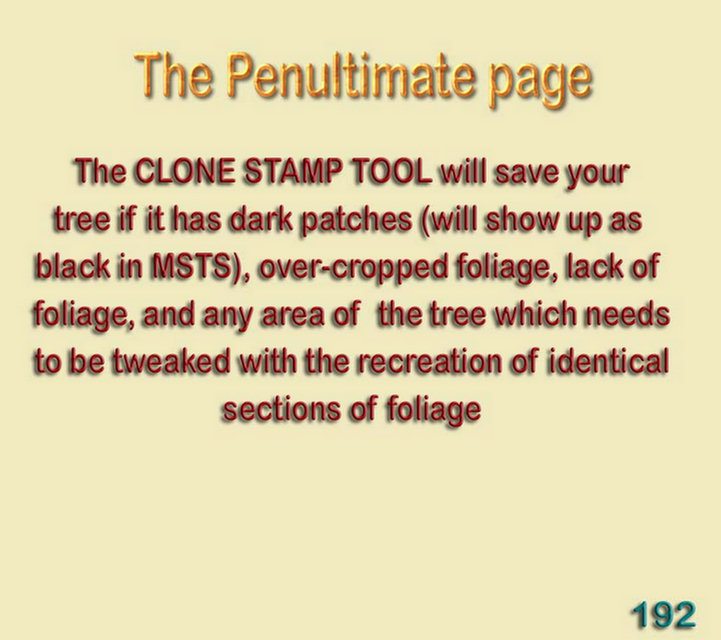 The Penultimate page
The CLONE STAMP TOOL will save your
tree if it has dark patches (will show up as
black in MSTS), over-cropped foliage, lack of
foliage, and any area of the tree which needs
to be tweaked with the recreation of identical
sections of foliage
192